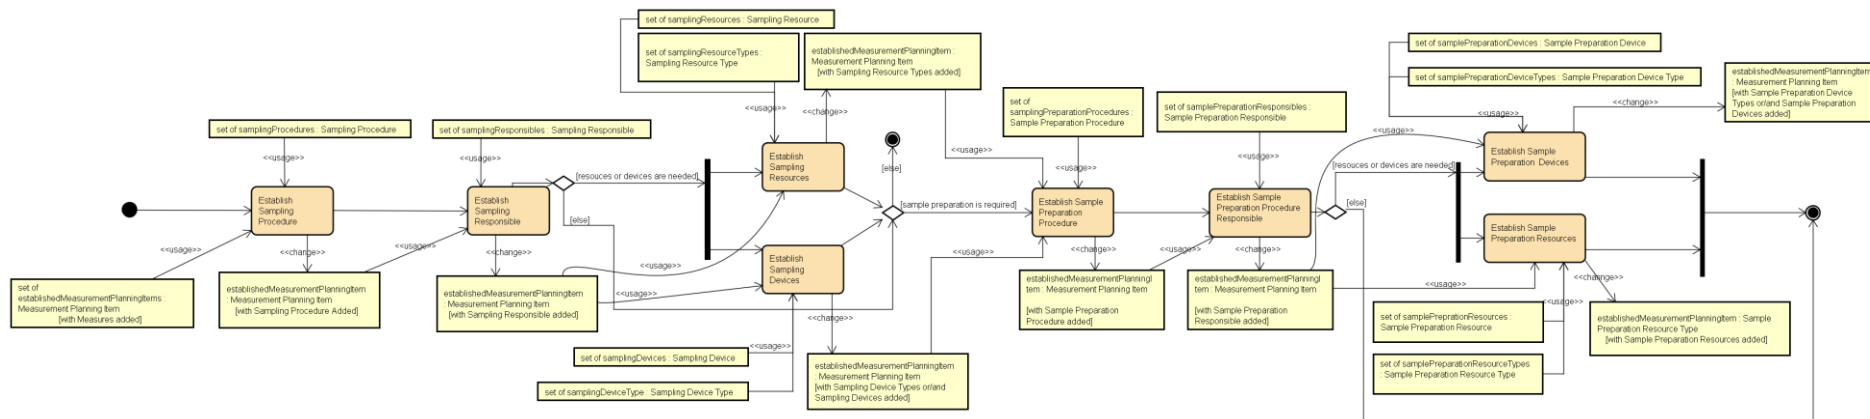 set of samplingResources : Sampling Resource
set of samplingResourceTypes :
Sampling Resource Type
establishedMeasurementPlanningItem :
Measurement Planning Item
[with Sampling Resource Types added]
set of samplePreparationDevices : Sample Preparation Device
set of samplePreparationDeviceTypes : Sample Preparation Device Type
establishedMeasurementPlanningItem
: Measurement Planning Item
[with Sample Preparation Device
Types or/and Sample Preparation
Devices added]
<<usage>>
<<change>>
set of
samplingPreparationProcedures :
Sample Preparation Procedure
set of samplePreparationResponsibles :
Sample Preparation Responsible
<<usage>>
<<change>>
set of samplingProcedures : Sampling Procedure
set of samplingResponsibles : Sampling Responsible
<<usage>>
<<usage>>
<<usage>>
<<usage>>
<<usage>>
<<usage>>
Establish
Sampling
Resources
[else]
Establish Sample
Preparation  Devices
[resouces or devices are needed]
[resouces or devices are needed]
Establish
Sampling
Procedure
Establish
Sampling
Responsible
[else]
[sample preparation is required]
Establish Sample
Preparation
Procedure
Establish Sample
Preparation Procedure
Responsible
[else]
Establish Sample
Preparation Resources
<<usage>>
<<change>>
<<usage>>
<<change>>
<<usage>>
<<usage>>
Establish
Sampling
Devices
<<usage>>
<<change>>
<<usage>>
<<change>>
<<usage>>
<<channge>>
set of
establishedMeasurementPlanningItems :
Measurement Planning Item
[with Measures added]
establishedMeasurementPlanningItem
: Measurement Planning Item
[with Sampling Procedure Added]
establishedMeasurementPlanningItem
: Measurement Planning Item
[with Sampling Responsible added]
<<change>>
establishedMeasurementPlanningI
tem : Measurement Planning Item
[with Sample Preparation
Procedure added]
establishedMeasurementPlanningI
tem : Measurement Planning Item
[with Sample Preparation
Responsible added]
<<usage>>
set of samplePreprationResources :
Sample Preparation Resource
establishedMeasurementPlanningItem : Sample
Preparation Resource Type
[with Sample Preparation Resources added]
<<usage>>
set of samplingDevices : Sampling Device
establishedMeasurementPlanningItem
: Measurement Planning Item
[with Sampling Device Types or/and
Sampling Devices added]
set of samplePreparationResourceTypes
: Sample Preparation Resource Type
<<usage>>
<<usage>>
set of samplingDeviceType : Sampling Device Type